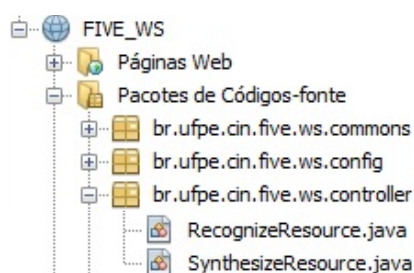 FIVE_WS
Páginas Web
Pacotes de Códigos-fonte
br.ufpe.cin.five.ws.commons
br.ufpe.cin.five.ws.config
br.ufpe.cin.five.ws.controller
RecognizeResource.java
SynthesizeResource.java